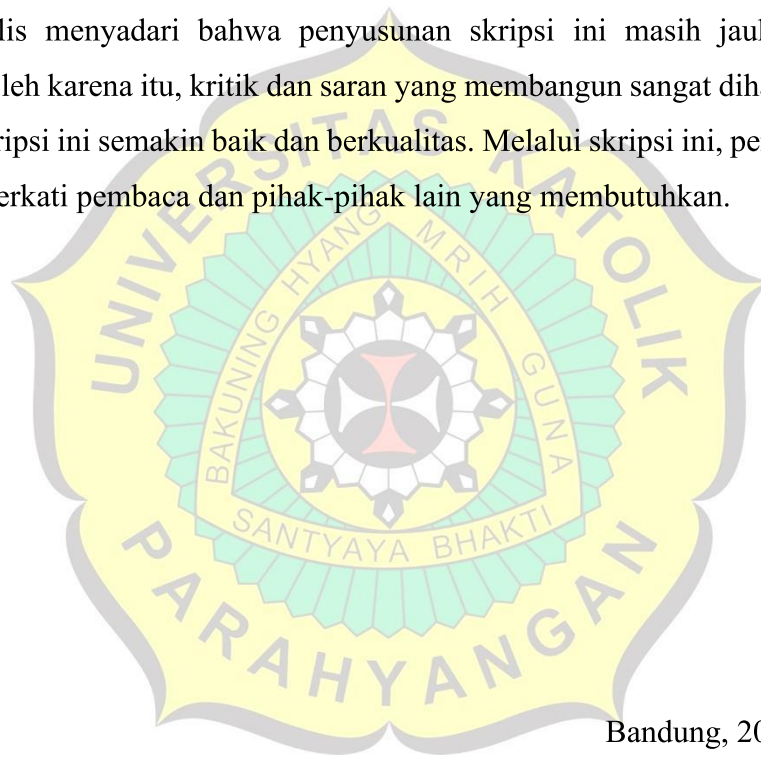 lis menyadari bahwa penyusunan skripsi ini masih jauh
leh karena itu, kritik dan saran yang membangun sangat diha
ripsi ini semakin baik dan berkualitas. Melalui skripsi ini, pe
erkati pembaca dan pihak-pihak lain yang membutuhkan.
UNIVERSITAS KATOLIK
BAKUNING HYANG MRIH GUNA
SANTYAYA BHAKTI
PARAHYANGAN
Bandung, 20